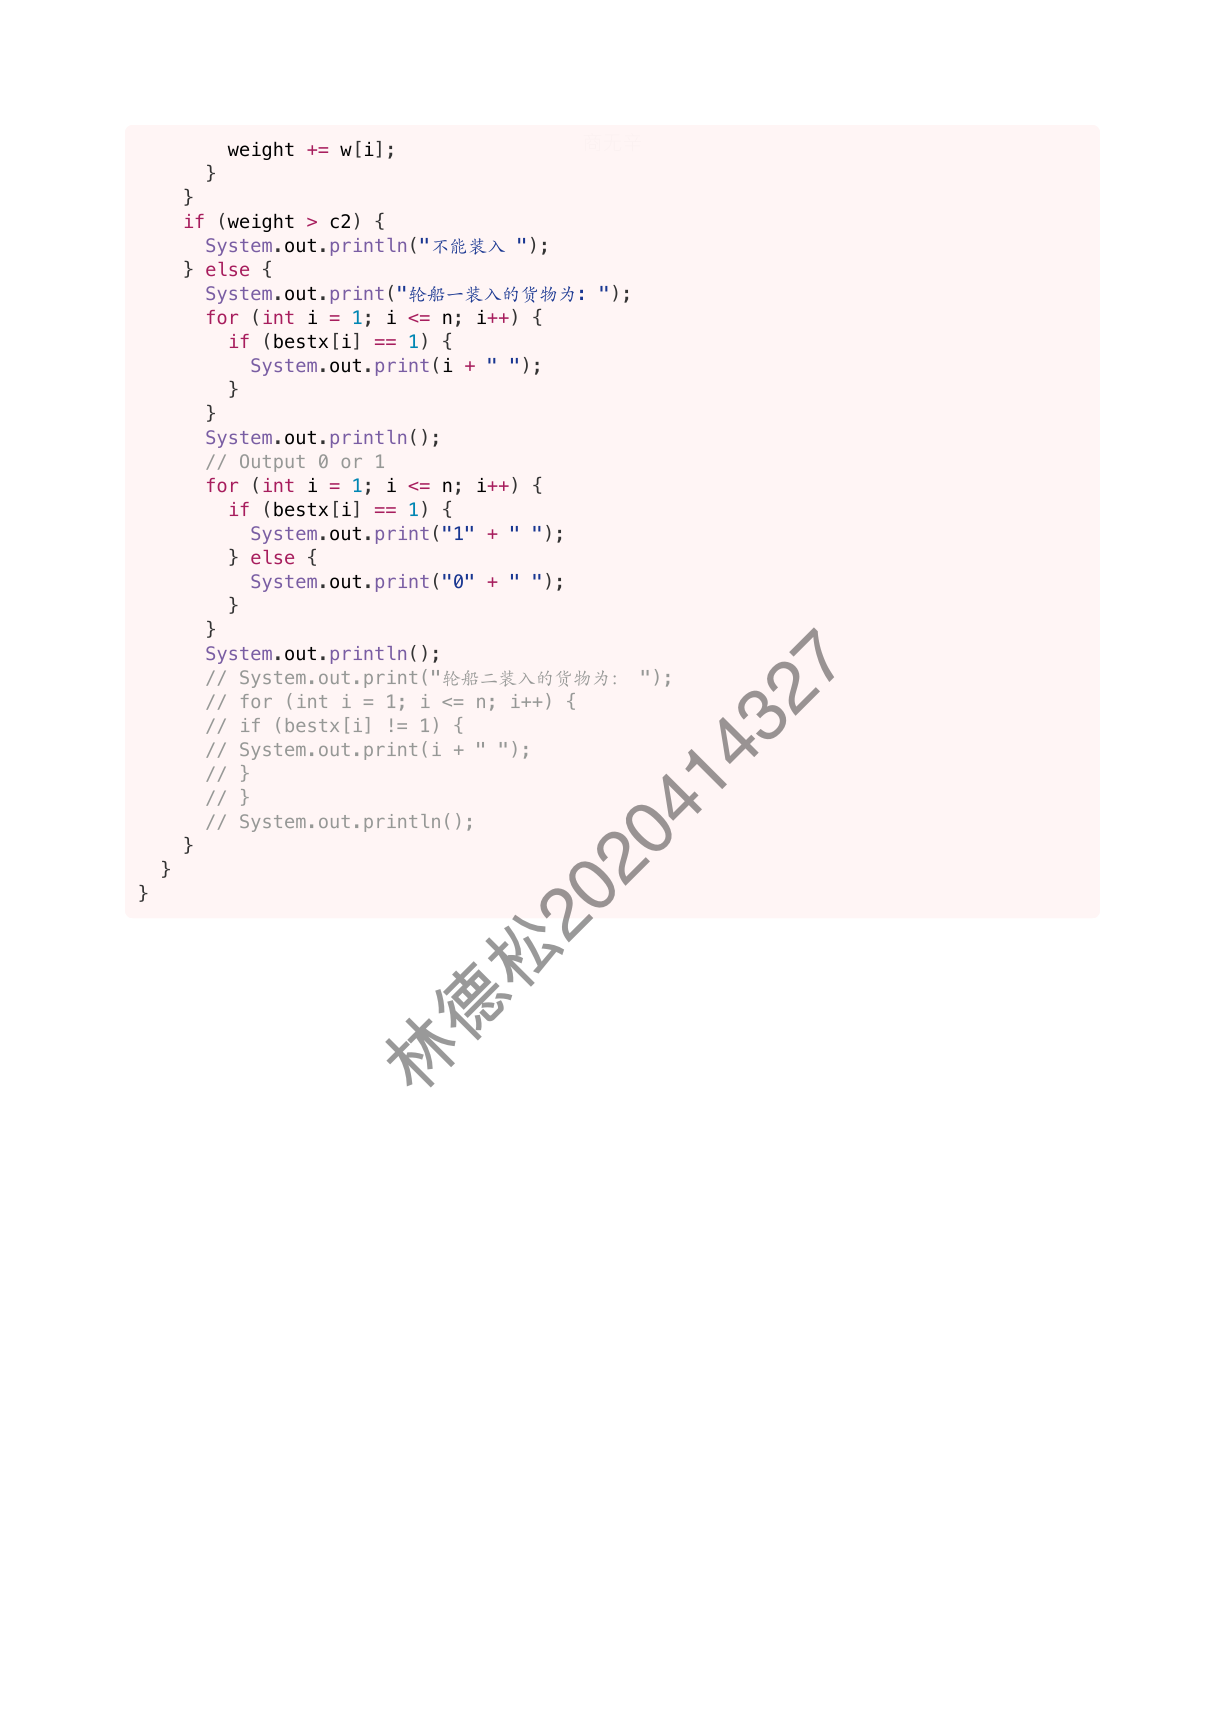 weight += w[i];
      }
    }
    if (weight > c2) {
      System.out.println("不能装入 ");
    } else {
      System.out.print("轮船一装入的货物为: ");
      for (int i = 1; i <= n; i++) {
        if (bestx[i] == 1) {
          System.out.print(i + " ");
        }
      }
      System.out.println();
      // Output 0 or 1
      for (int i = 1; i <= n; i++) {
        if (bestx[i] == 1) {
          System.out.print("1" + " ");
        } else {
          System.out.print("0" + " ");
        }
      }
      System.out.println();
      // System.out.print("轮船二装入的货物为: ");
      // for (int i = 1; i <= n; i++) {
      // if (bestx[i] != 1) {
      // System.out.print(i + " ");
      // }
      // }
      // System.out.println();
    }
  }
}
林德松2020414327